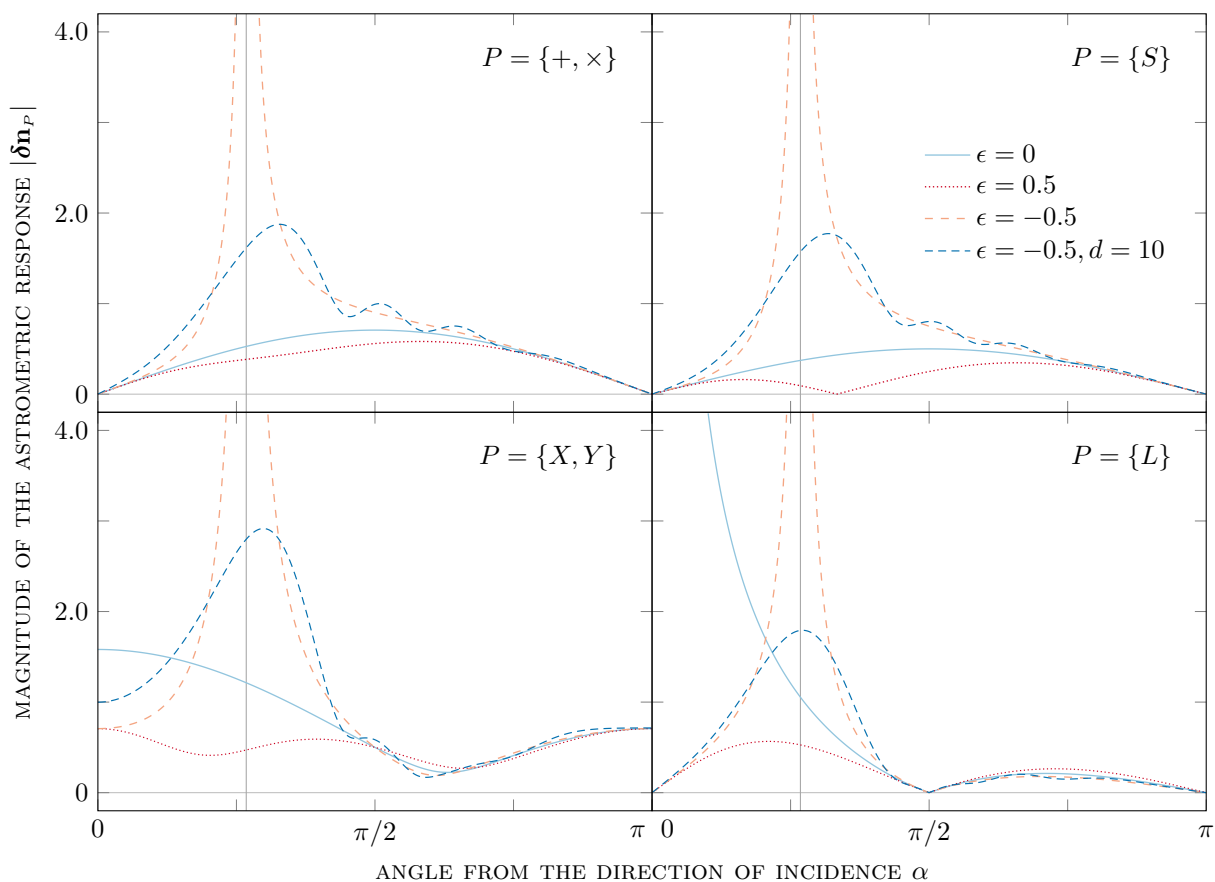 4.0
2.0
0
P = {+, ×}
P = {S}
ϵ = 0
ϵ = 0.5
ϵ = −0.5
ϵ = −0.5, d = 10
4.0
2.0
0
P = {X, Y}
P = {L}
0
π/2
π
0
π/2
π
MAGNITUDE OF THE ASTROMETRIC RESPONSE |δn_P|
ANGLE FROM THE DIRECTION OF INCIDENCE α